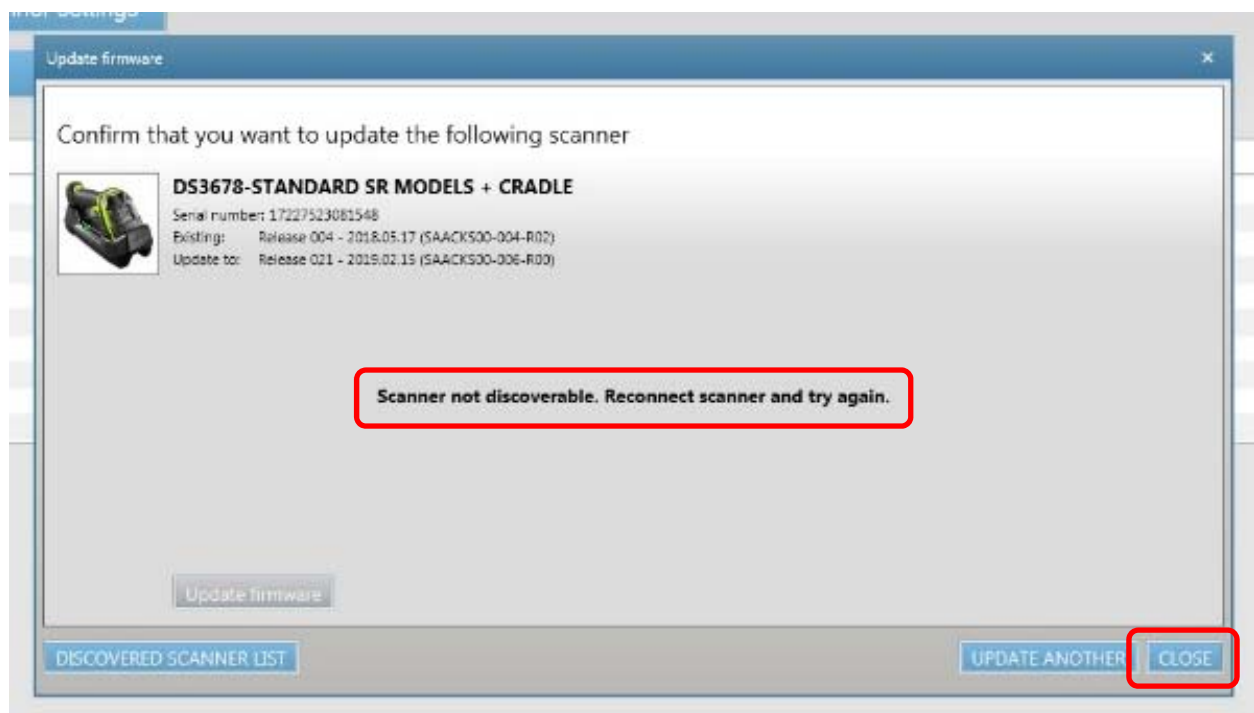 Update firmware
Confirm that you want to update the following scanner
DS3678-STANDARD SR MODELS + CRADLE
Serial number: 17227523081548
Existing: Release 004 - 2018.05.17 (SAACKS00-004-R02)
Update to: Release 021 - 2019.02.15 (SAACKS00-006-R00)
Scanner not discoverable. Reconnect scanner and try again.
Update firmware
DISCOVERED SCANNER LIST
UPDATE ANOTHER
CLOSE